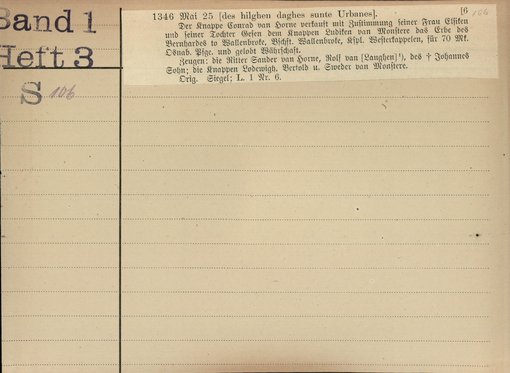 Band 1
Heft 3
S 106
1346 Mai 25 [des hilghen daghes sunte Urbanes]. [6 106
Der Knappe Conrad van Horne verkauft mit Zustimmung seiner Frau Elsiken
und seiner Tochter Gesen dem Knappen Ludiken van Monstere das Erbe des
Bernhardes to Wallenbroke, Bschft. Wallenbroke, Kspl. Westerkappelen, für 70 Mk.
Osnab. Pfge. und gelobt Währschaft.
Zeugen: die Ritter Sander van Horne, Rolf van [Langhen]¹), des † Johannes
Sohn; die Knappen Lodewigh, Bertold u. Sweder van Monstere.
Orig. Siegel; L. 1 Nr. 6.